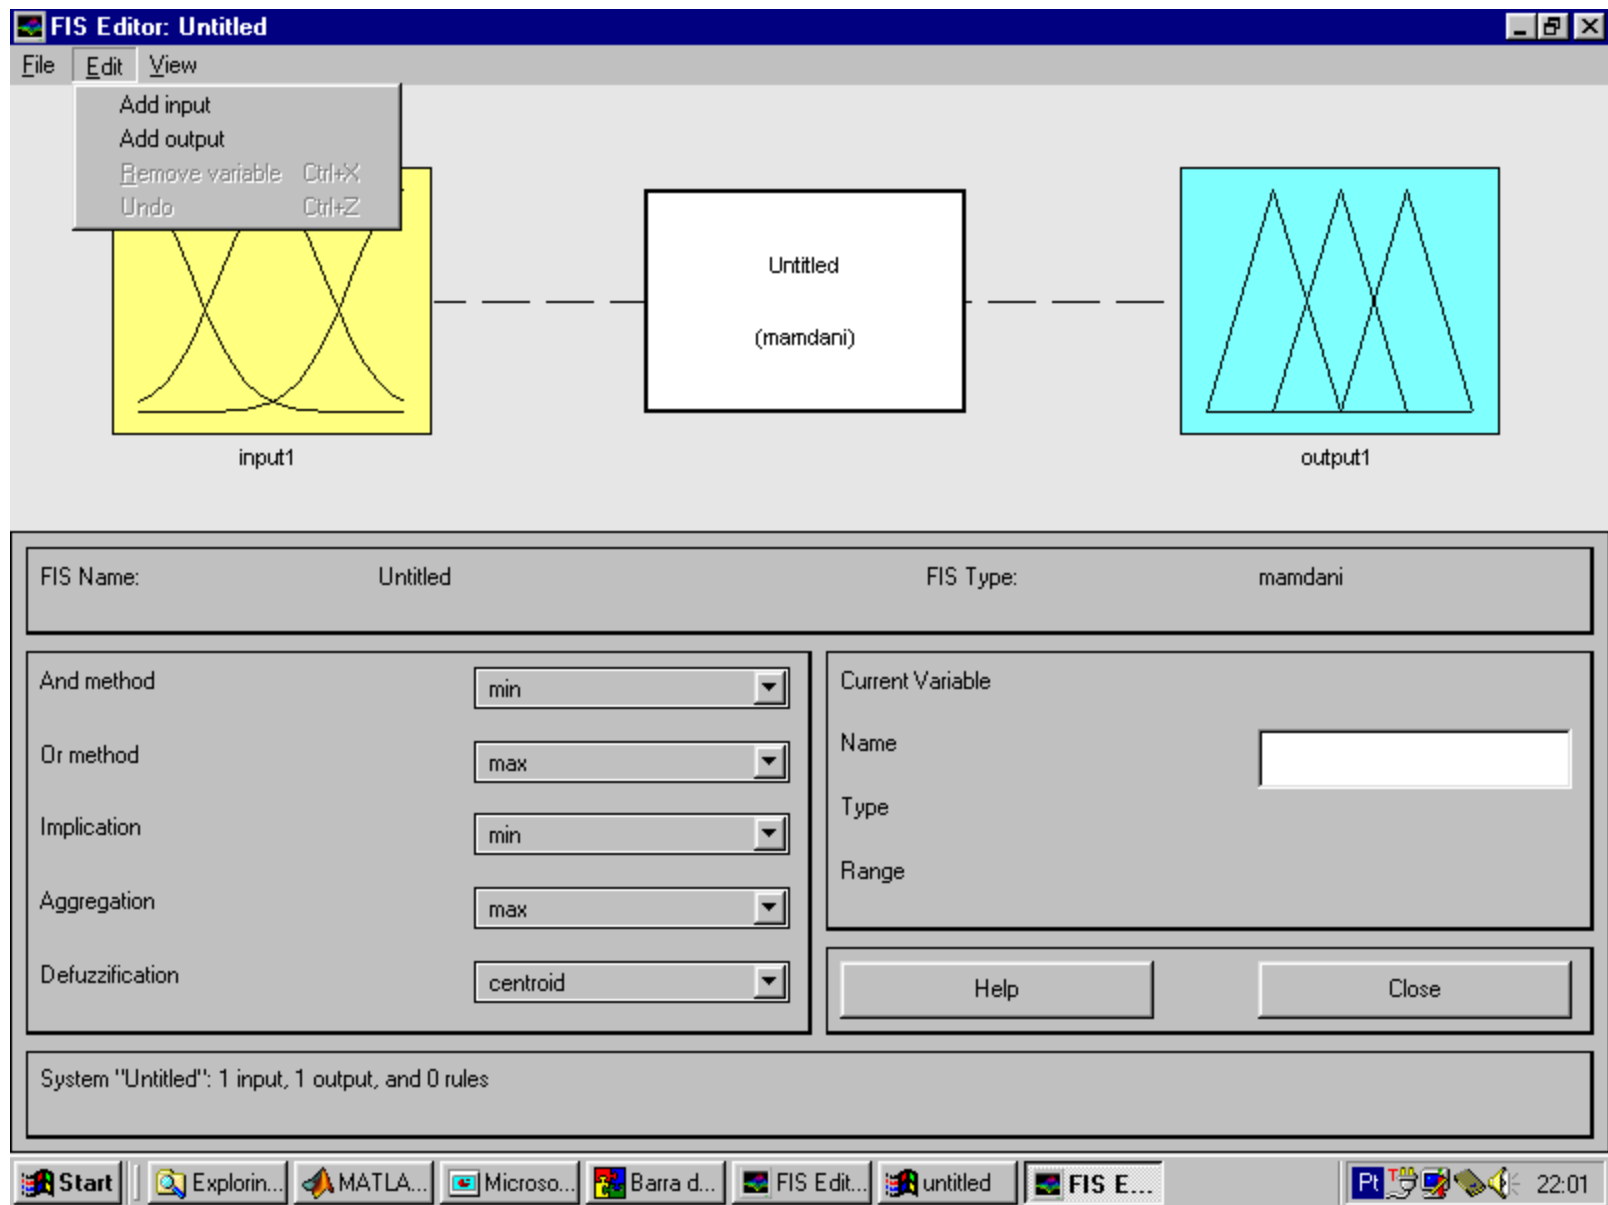 FIS Editor: Untitled
File Edit View
Add input
Add output
Remove variable Ctrl+X
Undo Ctrl+Z
Untitled
(mamdani)
input1
output1
FIS Name: Untitled FIS Type: mamdani
And method min
Or method max
Implication min
Aggregation max
Defuzzification centroid
Current Variable
Name
Type
Range
Help Close
System "Untitled": 1 input, 1 output, and 0 rules
Start Explorin... MATLA... Microso... Barra d... FIS Edit... untitled FIS E... Pt 22:01